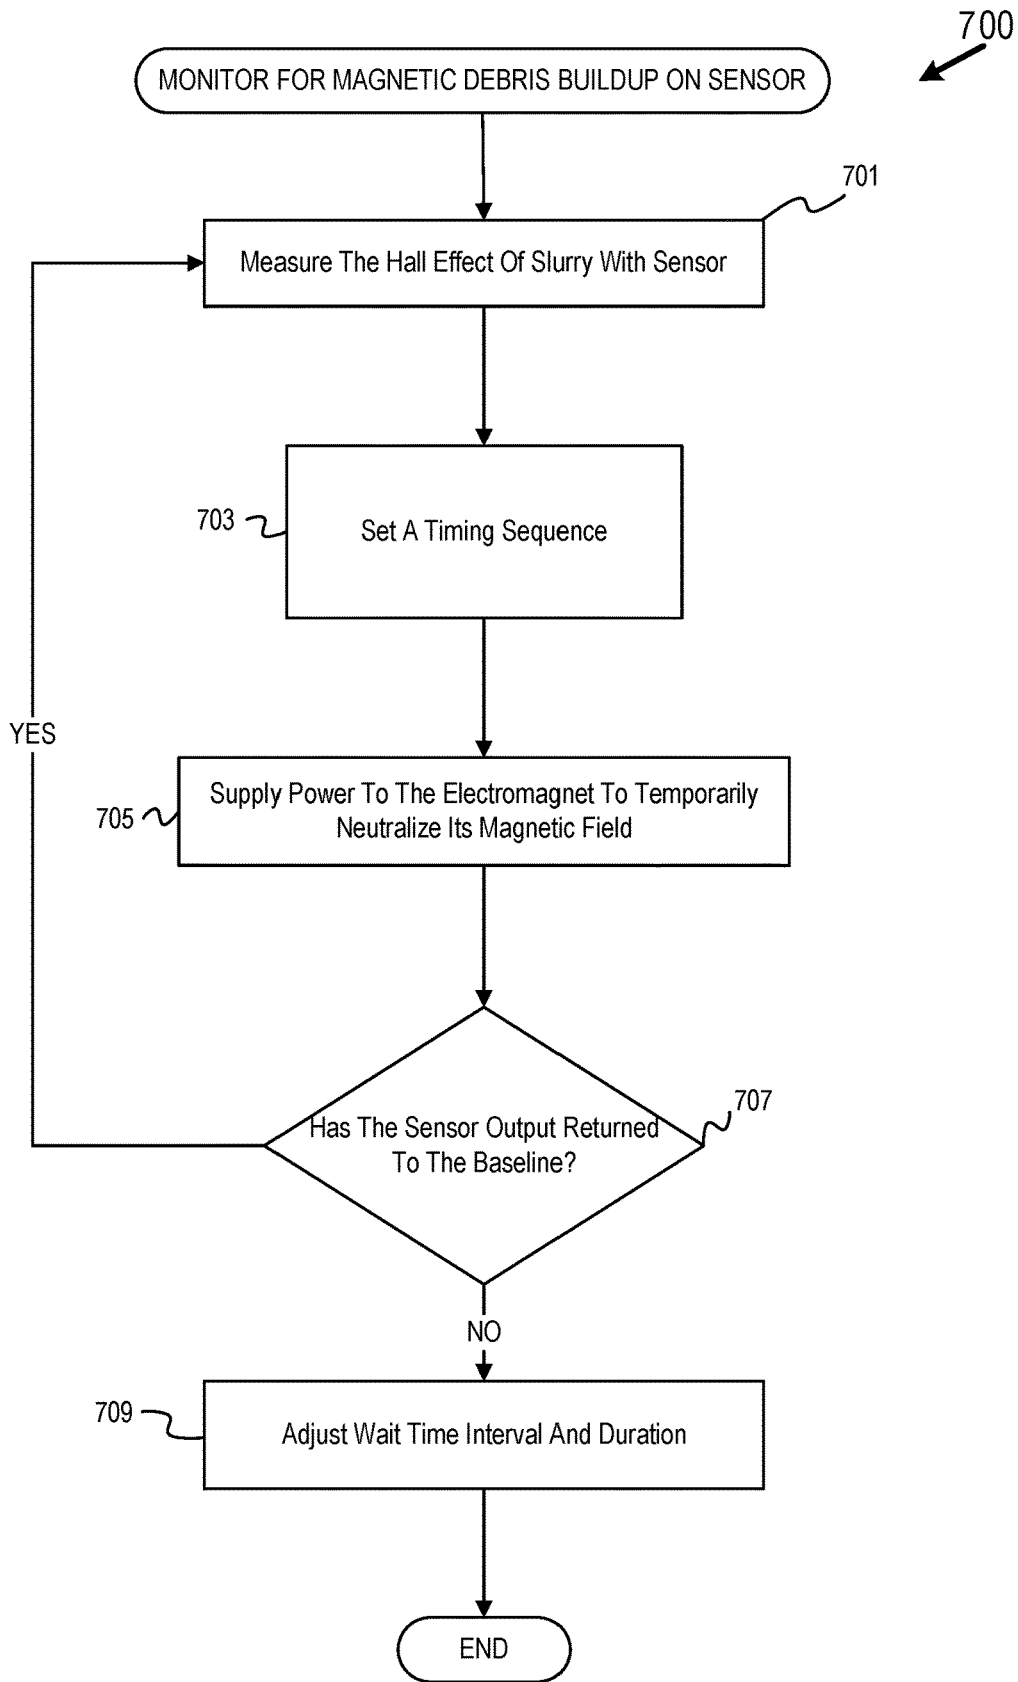 700
MONITOR FOR MAGNETIC DEBRIS BUILDUP ON SENSOR
701
Measure The Hall Effect Of Slurry With Sensor
703
Set A Timing Sequence
YES
705
Supply Power To The Electromagnet To Temporarily
Neutralize Its Magnetic Field
707
Has The Sensor Output Returned
To The Baseline?
NO
709
Adjust Wait Time Interval And Duration
END